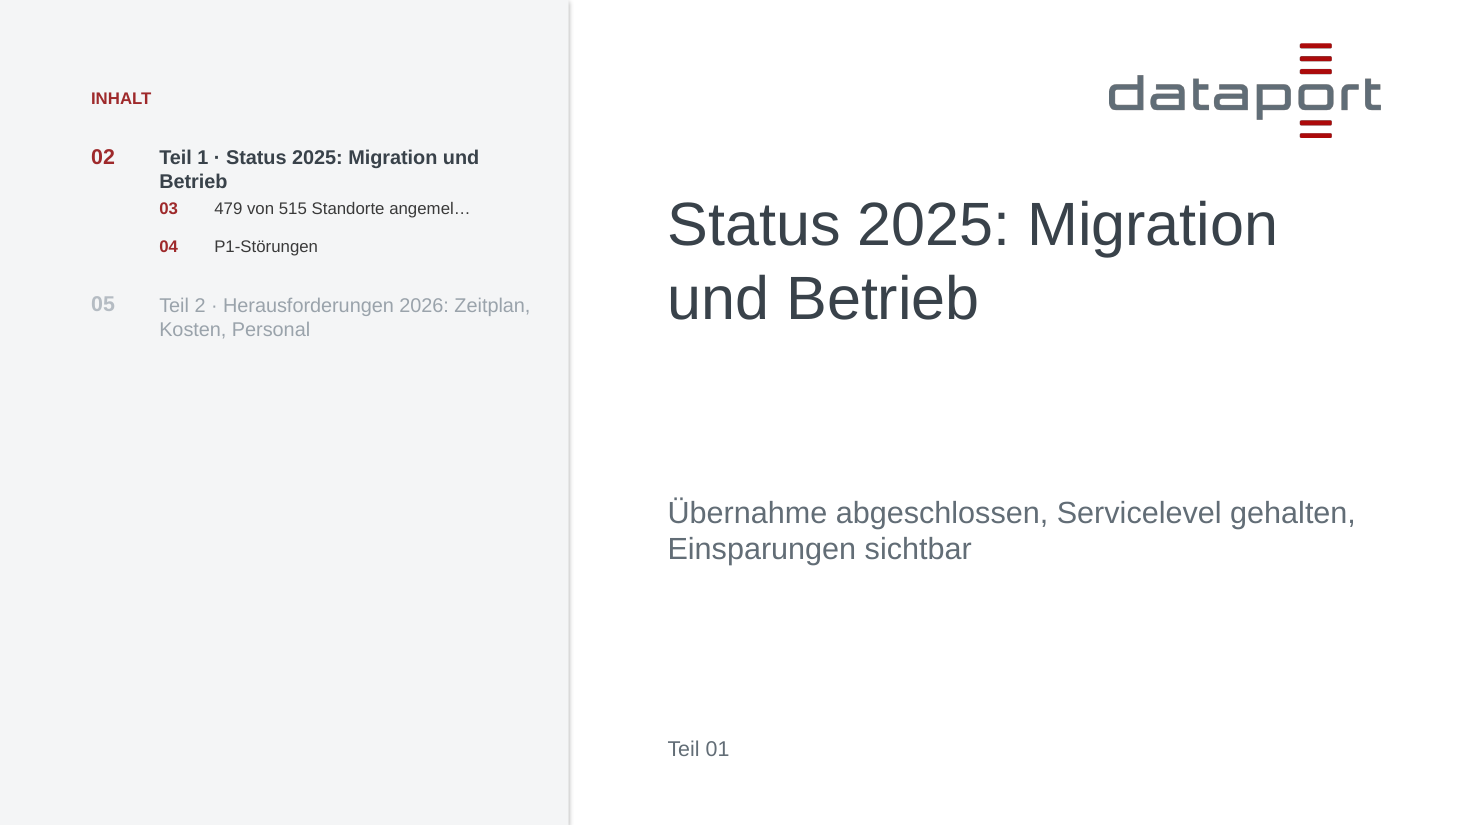 INHALT
02 Teil 1 · Status 2025: Migration und
Betrieb
03 479 von 515 Standorte angemel…
04 P1-Störungen
05 Teil 2 · Herausforderungen 2026: Zeitplan,
Kosten, Personal
dataport
Status 2025: Migration
und Betrieb
Übernahme abgeschlossen, Servicelevel gehalten,
Einsparungen sichtbar
Teil 01